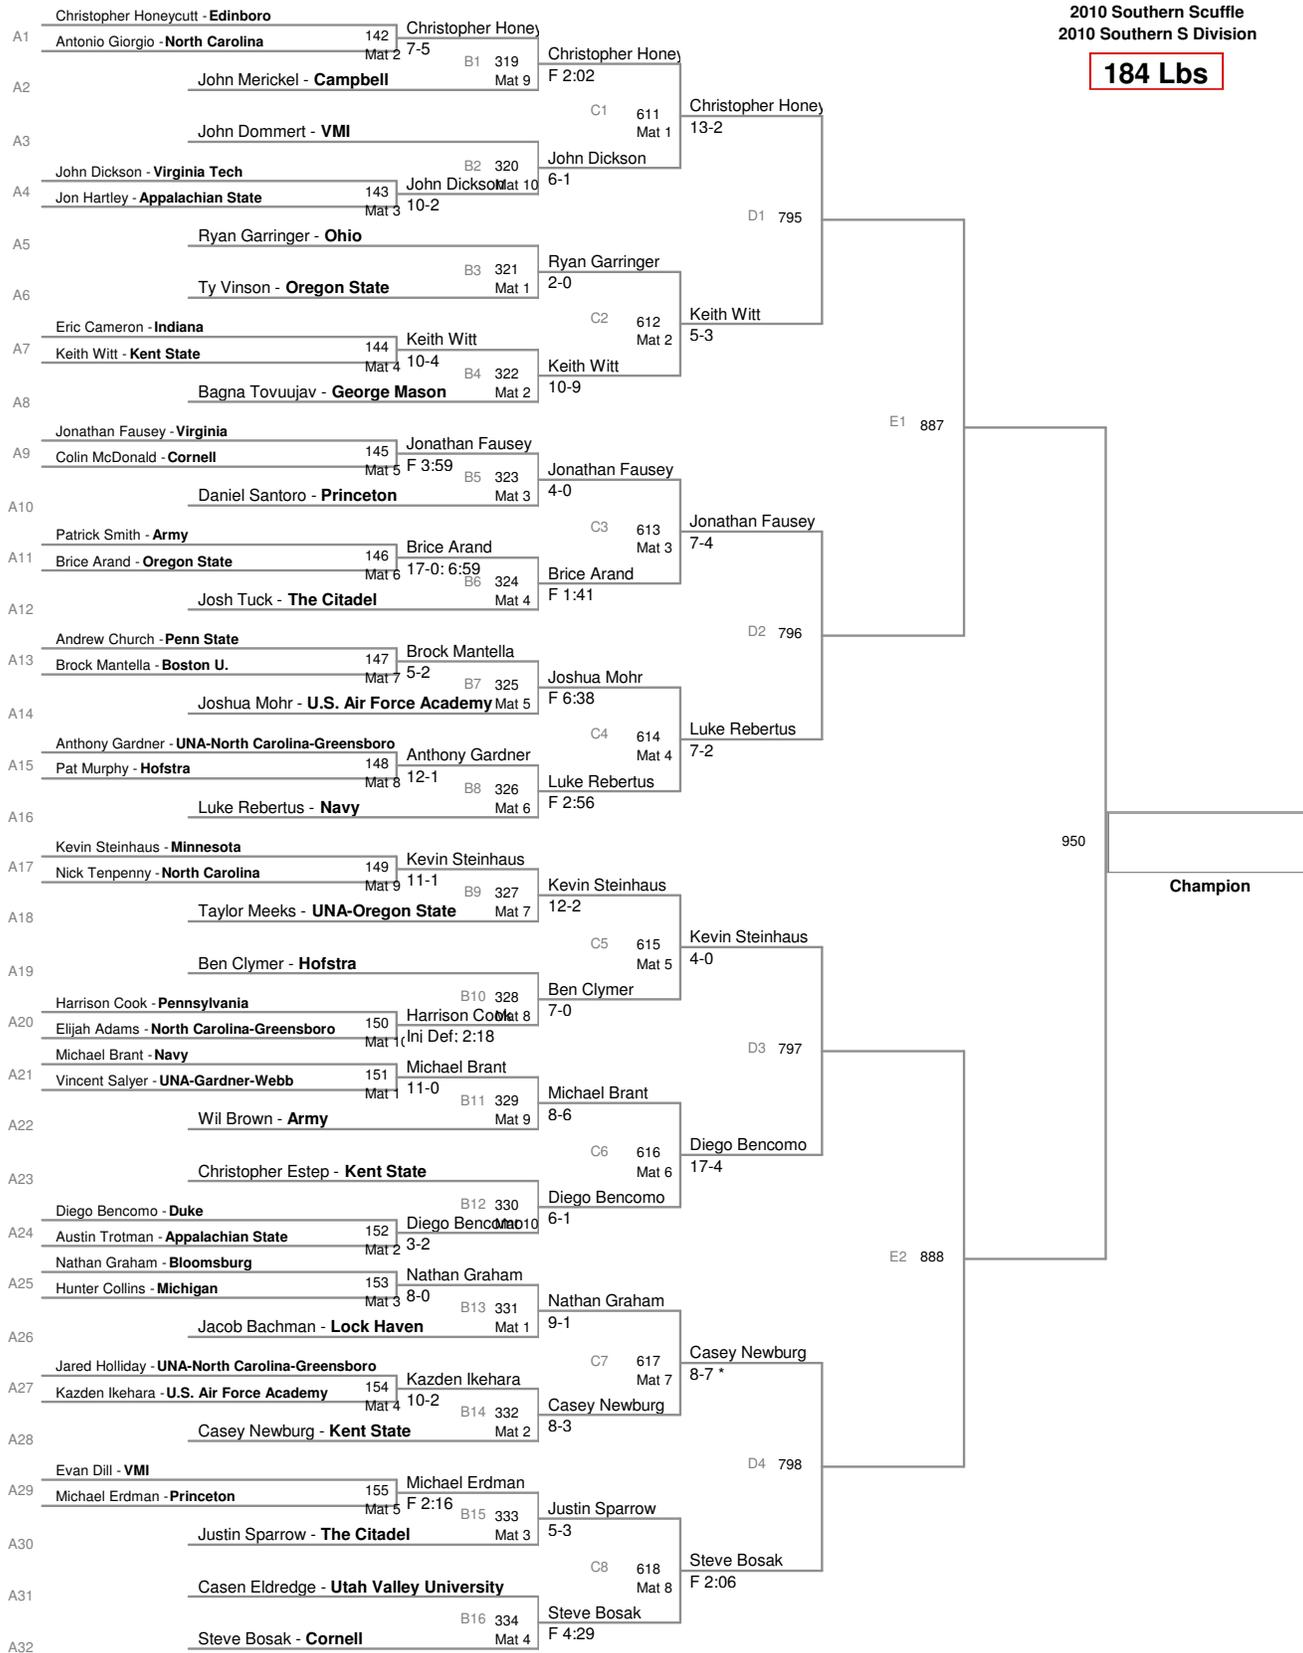 2010 Southern Scuffle
2010 Southern S Division
184 Lbs
A1
Christopher Honeycutt - Edinboro
Antonio Giorgio - North Carolina
142
Mat 2
Christopher Honey
7-5
A2
John Merickel - Campbell
B1 319
Mat 9
Christopher Honey
F 2:02
A3
John Dommert - VMI
A4
John Dickson - Virginia Tech
Jon Hartley - Appalachian State
143
Mat 3
John Dickson
10-2
B2 320
Mat 10
John Dickson
6-1
C1 611
Mat 1
Christopher Honey
13-2
A5
Ryan Garringer - Ohio
A6
Ty Vinson - Oregon State
B3 321
Mat 1
Ryan Garringer
2-0
A7
Eric Cameron - Indiana
Keith Witt - Kent State
144
Mat 4
Keith Witt
10-4
A8
Bagna Tovuujav - George Mason
B4 322
Mat 2
Keith Witt
10-9
C2 612
Mat 2
Keith Witt
5-3
D1 795
A9
Jonathan Fausey - Virginia
Colin McDonald - Cornell
145
Mat 5
Jonathan Fausey
F 3:59
A10
Daniel Santoro - Princeton
B5 323
Mat 3
Jonathan Fausey
4-0
A11
Patrick Smith - Army
Brice Arand - Oregon State
146
Mat 6
Brice Arand
17-0: 6:59
A12
Josh Tuck - The Citadel
B6 324
Mat 4
Brice Arand
F 1:41
C3 613
Mat 3
Jonathan Fausey
7-4
A13
Andrew Church - Penn State
Brock Mantella - Boston U.
147
Mat 7
Brock Mantella
5-2
A14
Joshua Mohr - U.S. Air Force Academy
B7 325
Mat 5
Joshua Mohr
F 6:38
A15
Anthony Gardner - UNA-North Carolina-Greensboro
Pat Murphy - Hofstra
148
Mat 8
Anthony Gardner
12-1
A16
Luke Rebertus - Navy
B8 326
Mat 6
Luke Rebertus
F 2:56
C4 614
Mat 4
Luke Rebertus
7-2
D2 796
E1 887
A17
Kevin Steinhaus - Minnesota
Nick Tenpenny - North Carolina
149
Mat 9
Kevin Steinhaus
11-1
A18
Taylor Meeks - UNA-Oregon State
B9 327
Mat 7
Kevin Steinhaus
12-2
A19
Ben Clymer - Hofstra
A20
Harrison Cook - Pennsylvania
Elijah Adams - North Carolina-Greensboro
150
Mat 10
Harrison Cook
Inj Def: 2:18
B10 328
Mat 8
Ben Clymer
7-0
C5 615
Mat 5
Kevin Steinhaus
4-0
A21
Michael Brant - Navy
Vincent Salyer - UNA-Gardner-Webb
151
Mat 1
Michael Brant
11-0
A22
Wil Brown - Army
B11 329
Mat 9
Michael Brant
8-6
A23
Christopher Estep - Kent State
A24
Diego Bencomo - Duke
Austin Trotman - Appalachian State
152
Mat 2
Diego Bencomo
3-2
B12 330
Mat 10
Diego Bencomo
6-1
C6 616
Mat 6
Diego Bencomo
17-4
D3 797
A25
Nathan Graham - Bloomsburg
Hunter Collins - Michigan
153
Mat 3
Nathan Graham
8-0
A26
Jacob Bachman - Lock Haven
B13 331
Mat 1
Nathan Graham
9-1
A27
Jared Holliday - UNA-North Carolina-Greensboro
Kazden Ikehara - U.S. Air Force Academy
154
Mat 4
Kazden Ikehara
10-2
A28
Casey Newburg - Kent State
B14 332
Mat 2
Casey Newburg
8-3
C7 617
Mat 7
Casey Newburg
8-7 *
A29
Evan Dill - VMI
Michael Erdman - Princeton
155
Mat 5
Michael Erdman
F 2:16
A30
Justin Sparrow - The Citadel
B15 333
Mat 3
Justin Sparrow
5-3
A31
Casen Eldredge - Utah Valley University
A32
Steve Bosak - Cornell
B16 334
Mat 4
Steve Bosak
F 4:29
C8 618
Mat 8
Steve Bosak
F 2:06
D4 798
E2 888
950
Champion